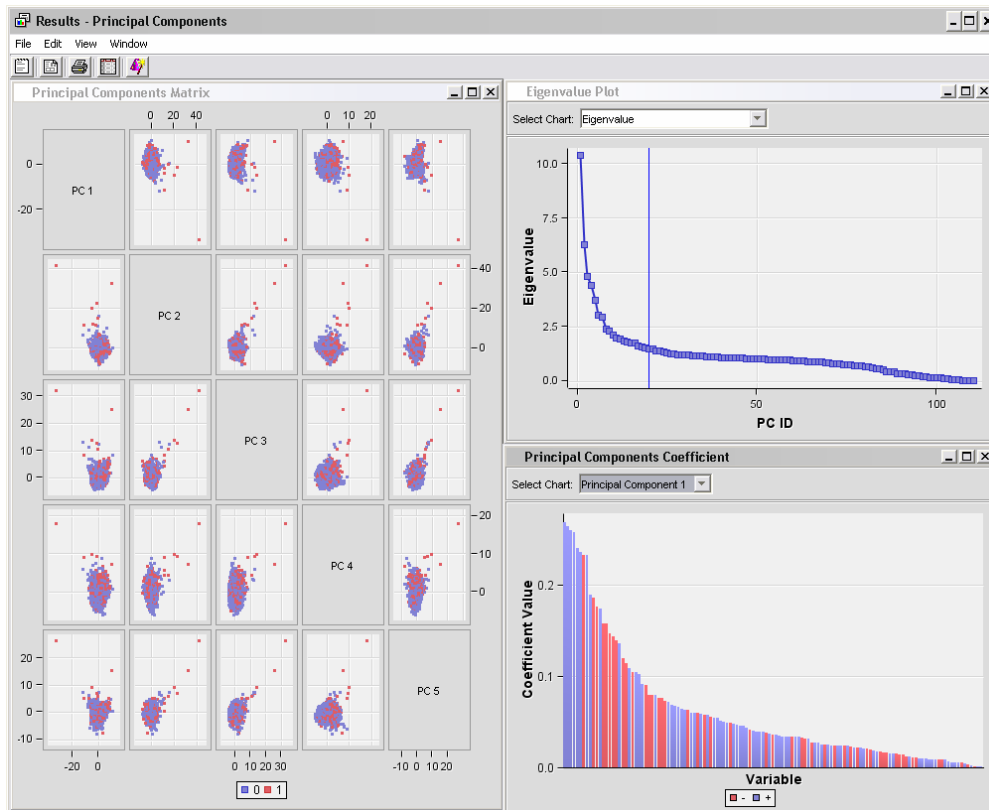 Results - Principal Components
File Edit View Window
Principal Components Matrix
0 20 40
0 10 20
0
-20
PC 1
PC 2
40
20
0
30
20
10
0
PC 3
PC 4
20
10
0
20
10
0
-10
PC 5
-20 0
0 10 20 30
-10 0 10 20
0 1
Eigenvalue Plot
Select Chart: Eigenvalue
Eigenvalue
10.0
7.5
5.0
2.5
0.0
0 50 100
PC ID
Principal Components Coefficient
Select Chart: Principal Component 1
Coefficient Value
0.2
0.1
0.0
Variable
- +